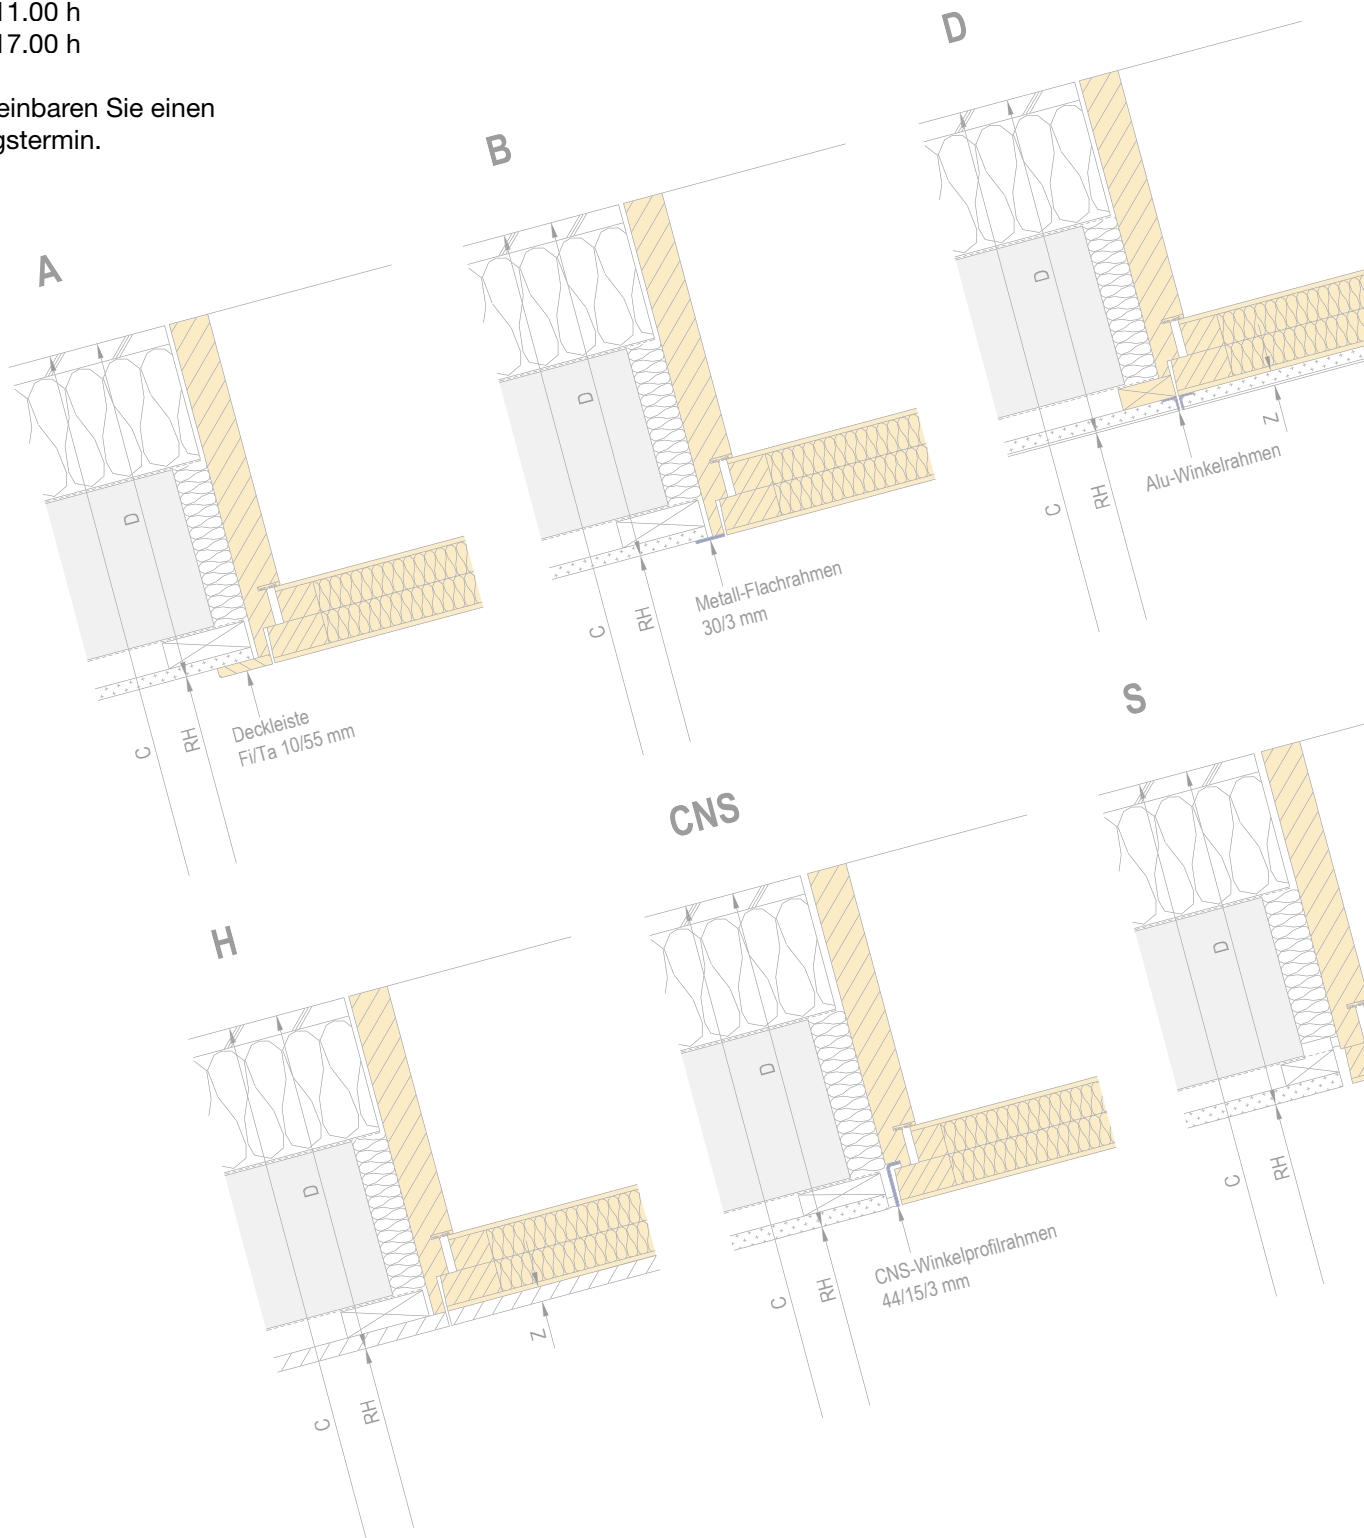 11.00 h
17.00 h
einbaren Sie einen
gstermin.
D
D
C
RH
Alu-Winkelrahmen
Z
B
D
C
RH
Metall-Flachrahmen
30/3 mm
A
D
C
RH
Deckleiste
Fi/Ta 10/55 mm
S
D
C
RH
CNS
D
C
RH
CNS-Winkelprofilrahmen
44/15/3 mm
H
D
C
RH
Z